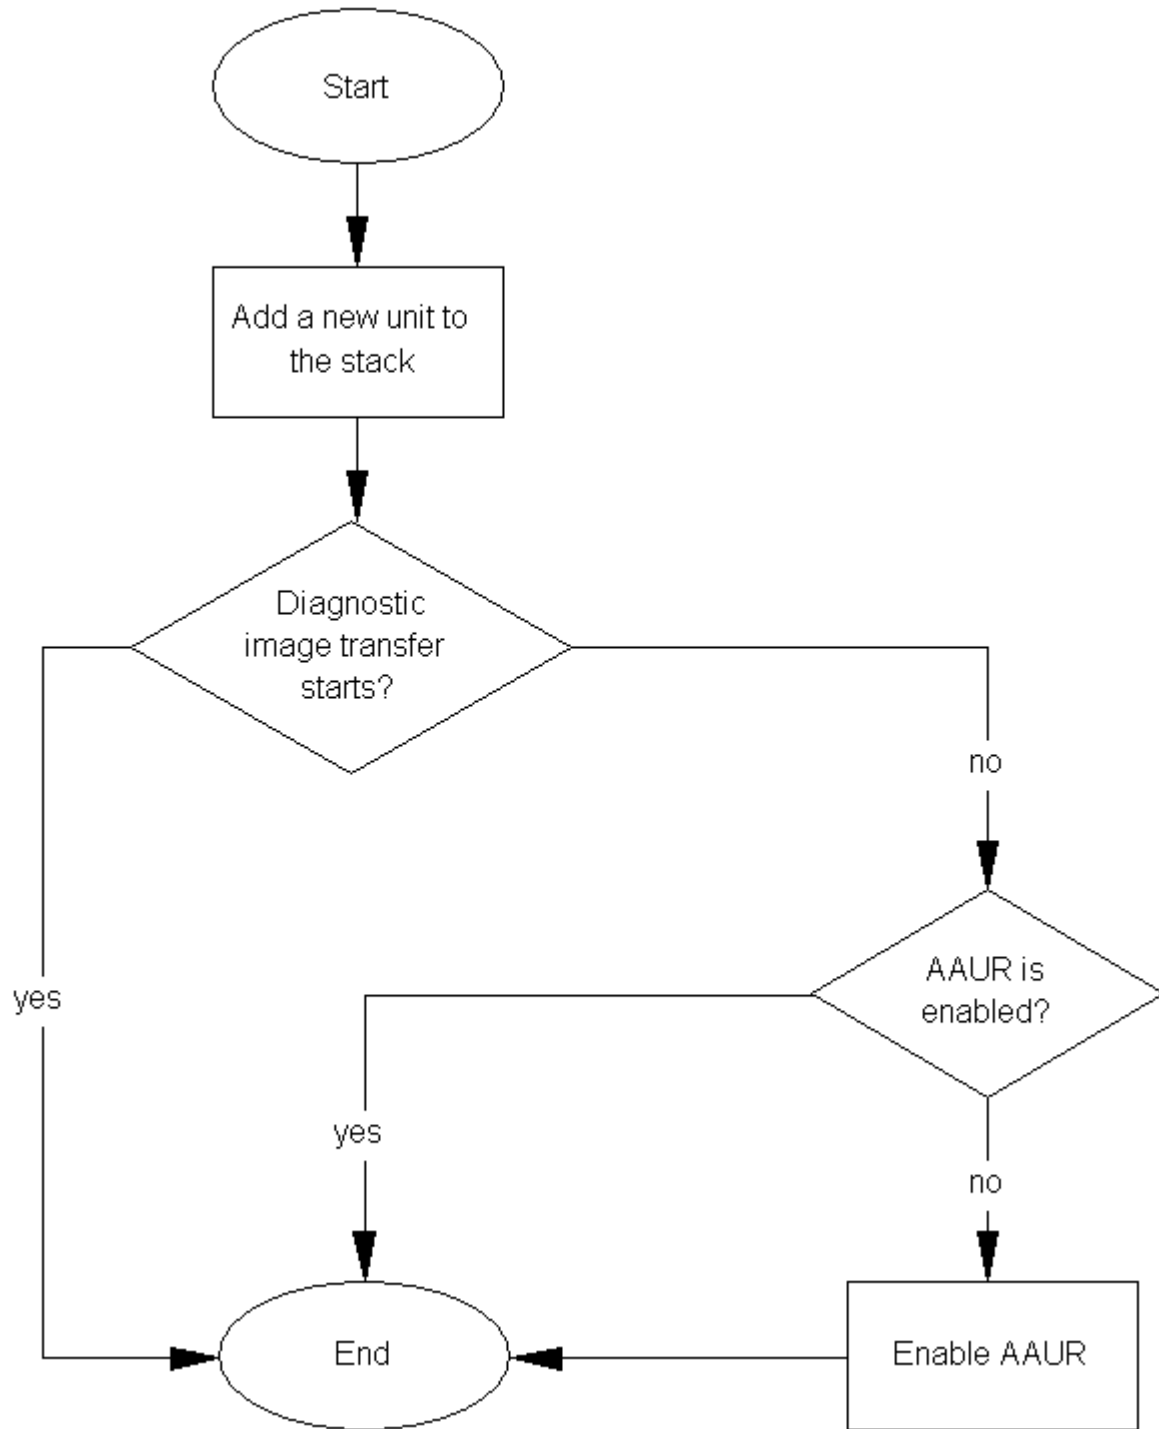 Start
Add a new unit to
the stack
Diagnostic
image transfer
starts?
no
yes
AAUR is
enabled?
yes
no
End
Enable AAUR